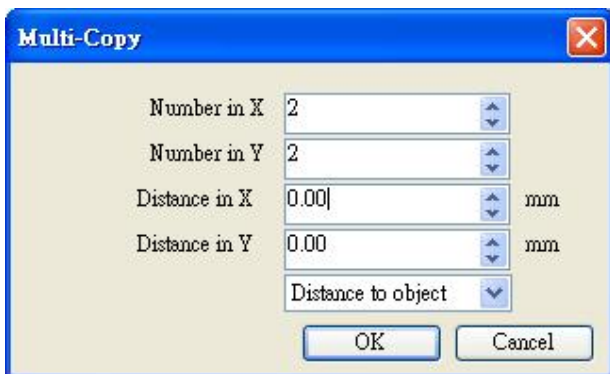 Multi-Copy
Number in X 2
Number in Y 2
Distance in X 0.00 mm
Distance in Y 0.00 mm
Distance to object
OK Cancel